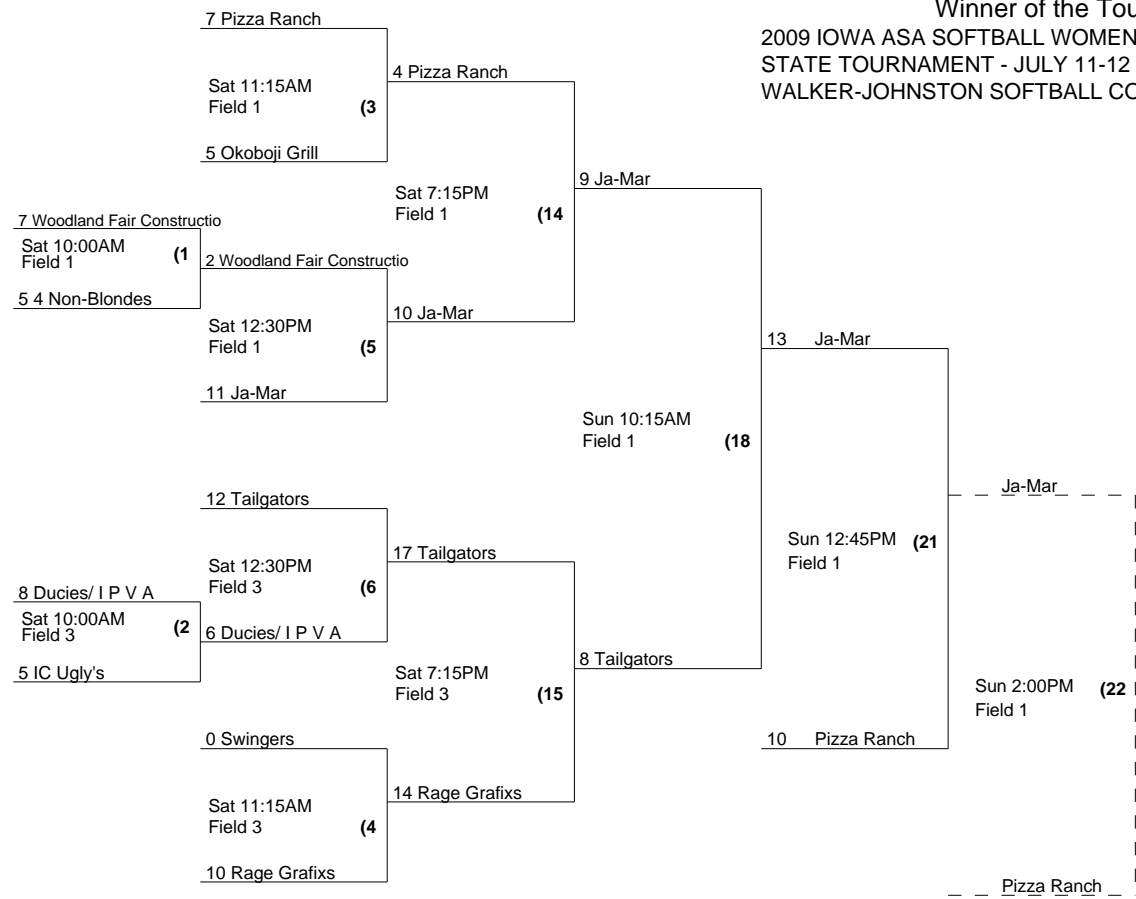 Winner of the Tou
2009 IOWA ASA SOFTBALL WOMEN
STATE TOURNAMENT - JULY 11-12
WALKER-JOHNSTON SOFTBALL CO
7 Pizza Ranch
Sat 11:15AM
Field 1 (3
5 Okoboji Grill
4 Pizza Ranch
Sat 7:15PM
Field 1 (14
7 Woodland Fair Constructio
Sat 10:00AM
Field 1 (1
5 4 Non-Blondes
2 Woodland Fair Constructio
Sat 12:30PM
Field 1 (5
11 Ja-Mar
10 Ja-Mar
9 Ja-Mar
Sun 10:15AM
Field 1 (18
12 Tailgators
Sat 12:30PM
Field 3 (6
8 Ducies/ I P V A
Sat 10:00AM
Field 3 (2
5 IC Ugly's
6 Ducies/ I P V A
17 Tailgators
Sat 7:15PM
Field 3 (15
0 Swingers
Sat 11:15AM
Field 3 (4
10 Rage Grafixs
14 Rage Grafixs
8 Tailgators
13 Ja-Mar
Sun 12:45PM (21
Field 1
10 Pizza Ranch
Ja-Mar
Sun 2:00PM (22
Field 1
Pizza Ranch